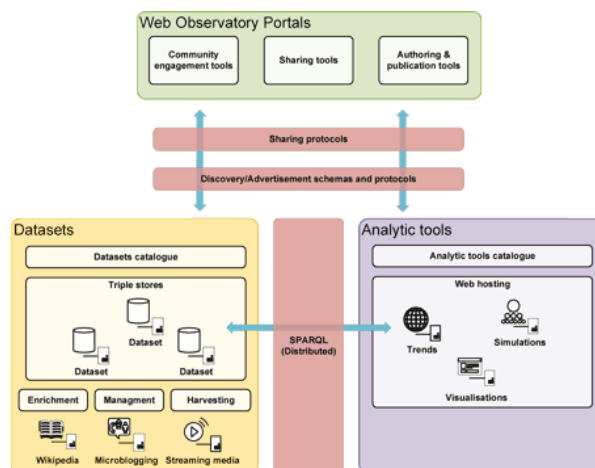 Web Observatory Portals
Community
engagement tools
Sharing tools
Authoring &
publication tools
Sharing protocols
Discovery/Advertisement schemas and protocols
Datasets
Datasets catalogue
Triple stores
Dataset
Dataset
Dataset
Enrichment
Managment
Harvesting
Wikipedia
Microblogging
Streaming media
SPARQL
(Distributed)
Analytic tools
Analytic tools catalogue
Web hosting
Trends
Simulations
Visualisations